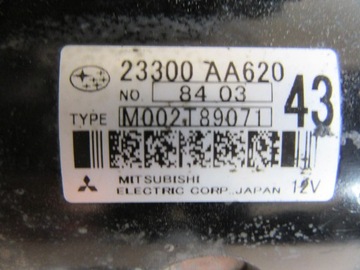 23300 AA620
NO 84 03
43
TYPE M002T89071
MITSUBISHI
ELECTRIC CORP., JAPAN 12V